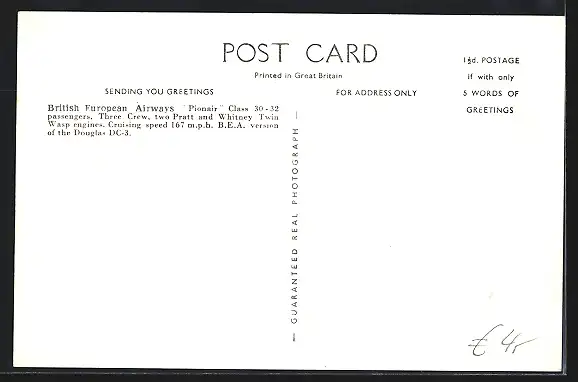 POST CARD
Printed in Great Britain
1½d. POSTAGE
if with only
5 WORDS OF
GREETINGS
SENDING YOU GREETINGS
FOR ADDRESS ONLY
British European Airways "Pionair" Class 30-32
passengers. Three Crew, two Pratt and Whitney Twin
Wasp engines. Cruising speed 167 m.p.h. B.E.A. version
of the Douglas DC-3.
— GUARANTEED REAL PHOTOGRAPH —
€ 4,-